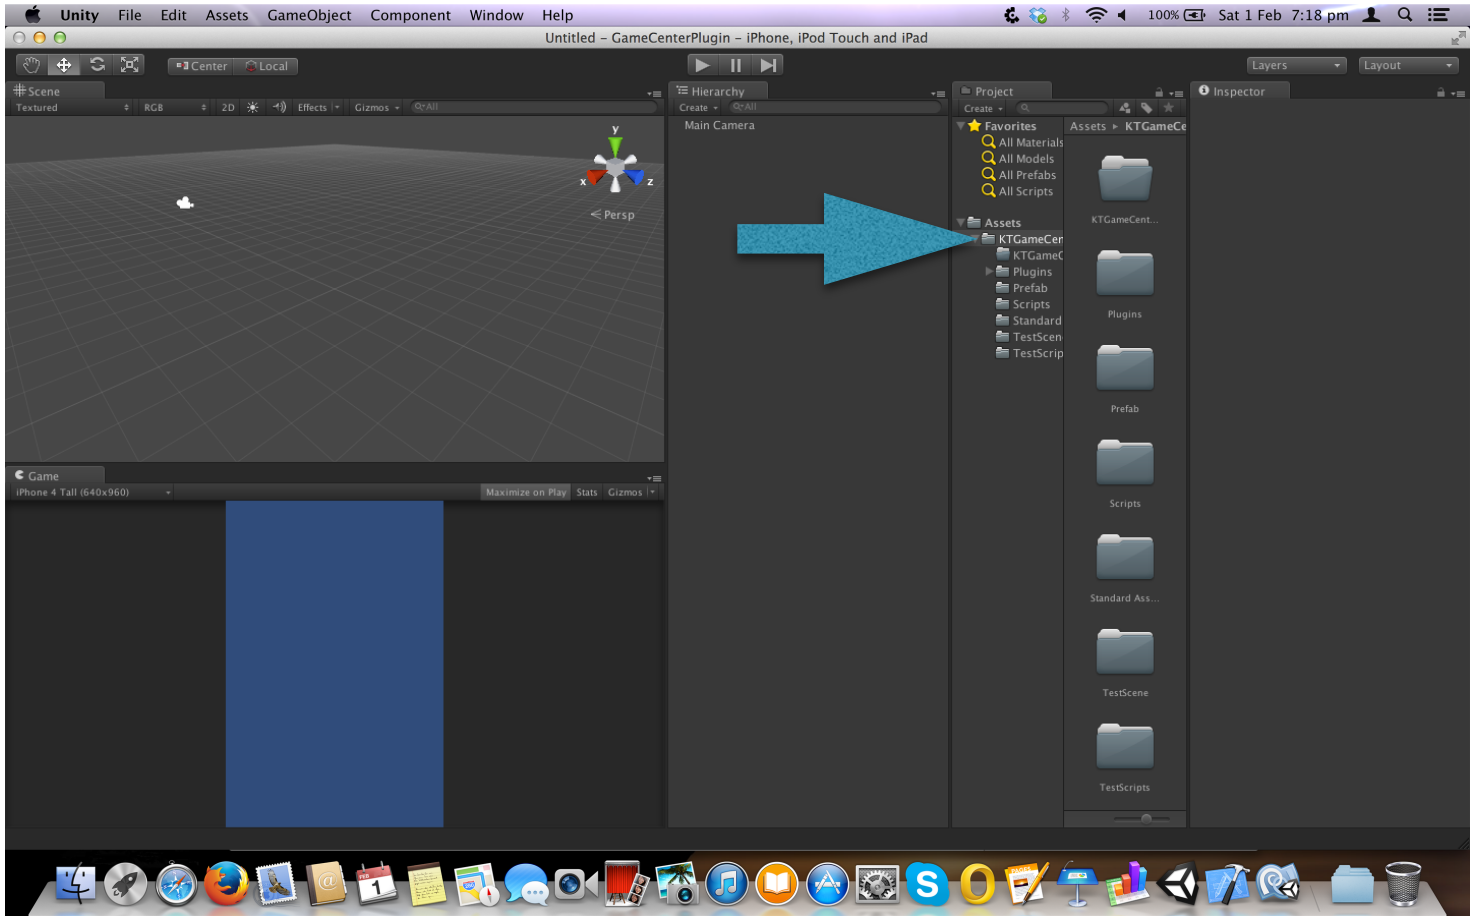 Unity File Edit Assets GameObject Component Window Help 100% Sat 1 Feb 7:18 pm
Untitled – GameCenterPlugin – iPhone, iPod Touch and iPad
Center Local Layers Layout
Scene
Textured RGB 2D Effects Gizmos All
y
x z
Persp
Game
iPhone 4 Tall (640x960) Maximize on Play Stats Gizmos
Hierarchy
Create All
Main Camera
Project
Create
Favorites
All Materials
All Models
All Prefabs
All Scripts
Assets
KTGameCen
KTGameC
Plugins
Prefab
Scripts
Standard
TestScen
TestScrip
Assets KTGameCe
KTGameCent...
Plugins
Prefab
Scripts
Standard Ass...
TestScene
TestScripts
Inspector
FEB
1
@
360
S